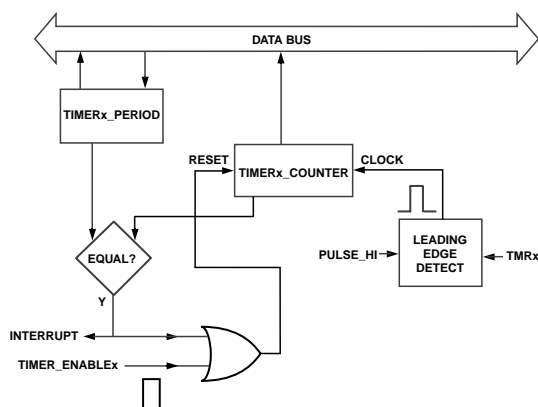 DATA BUS
TIMERx_PERIOD
RESET
TIMERx_COUNTER
CLOCK
EQUAL?
PULSE_HI
LEADING
EDGE
DETECT
TMRx
Y
INTERRUPT
TIMER_ENABLEx